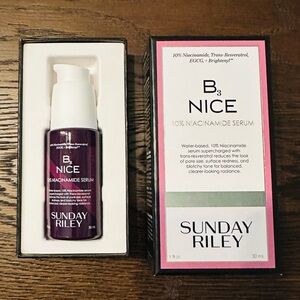 10% Niacinamide, Trans-Resveratrol,
EGCG, + Brightenyl™
B3
NICE
10% NIACINAMIDE SERUM
Water-based, 10% Niacinamide
serum supercharged with
trans-resveratrol reduces the look
of pore size, surface redness, and
blotchy tone for balanced,
clearer-looking radiance.
SUNDAY
RILEY
1 fl oz 30 mL
B3
NICE
10% NIACINAMIDE SERUM
SUNDAY
RILEY